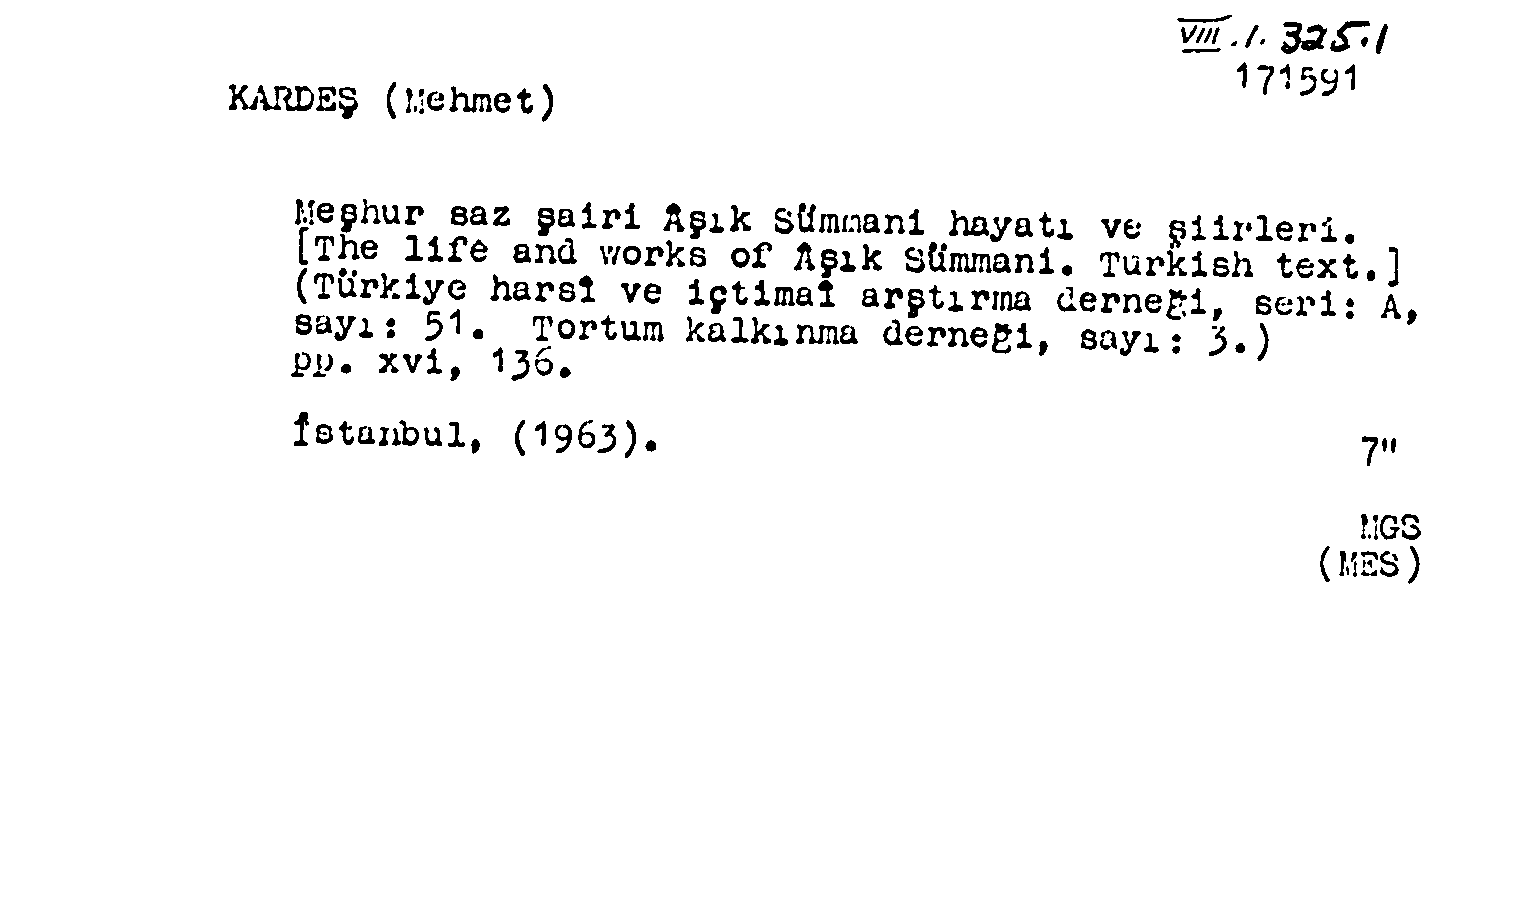 VIII.1.325.1
171591
KARDEŞ (Mehmet)
Meşhur saz şairi Âşık Sümmani hayatı ve şiirleri.
[The life and works of Âşık Sümmani. Turkish text.]
(Türkiye harsî ve içtimaî arştırma derneği, seri: A,
sayı: 51. Tortum kalkınma derneği, sayı: 3.)
pp. xvi, 136.
İstanbul, (1963).
7"
MGS
(MES)